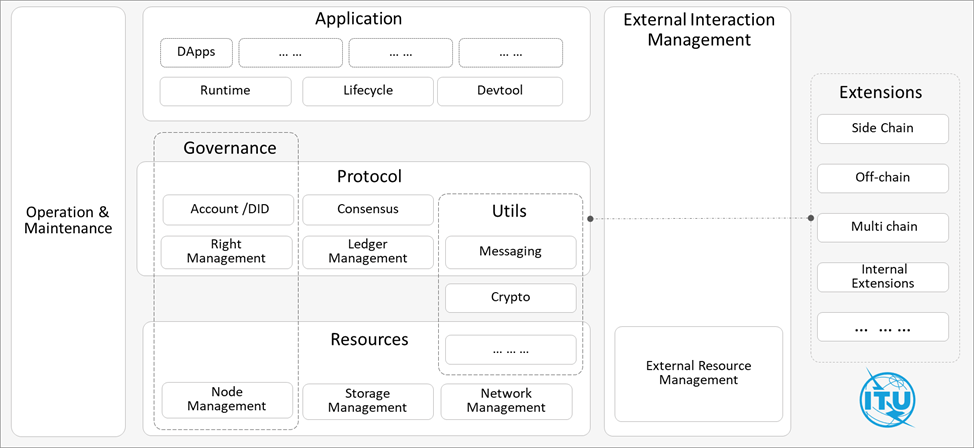 Operation &
Maintenance
Application
DApps
... ...
... ...
... ...
Runtime
Lifecycle
Devtool
Governance
Protocol
Account /DID
Consensus
Right
Management
Ledger
Management
Utils
Messaging
Crypto
... ... ...
Resources
Node
Management
Storage
Management
Network
Management
External Interaction
Management
External Resource
Management
Extensions
Side Chain
Off-chain
Multi chain
Internal
Extensions
... ... ...
ITU